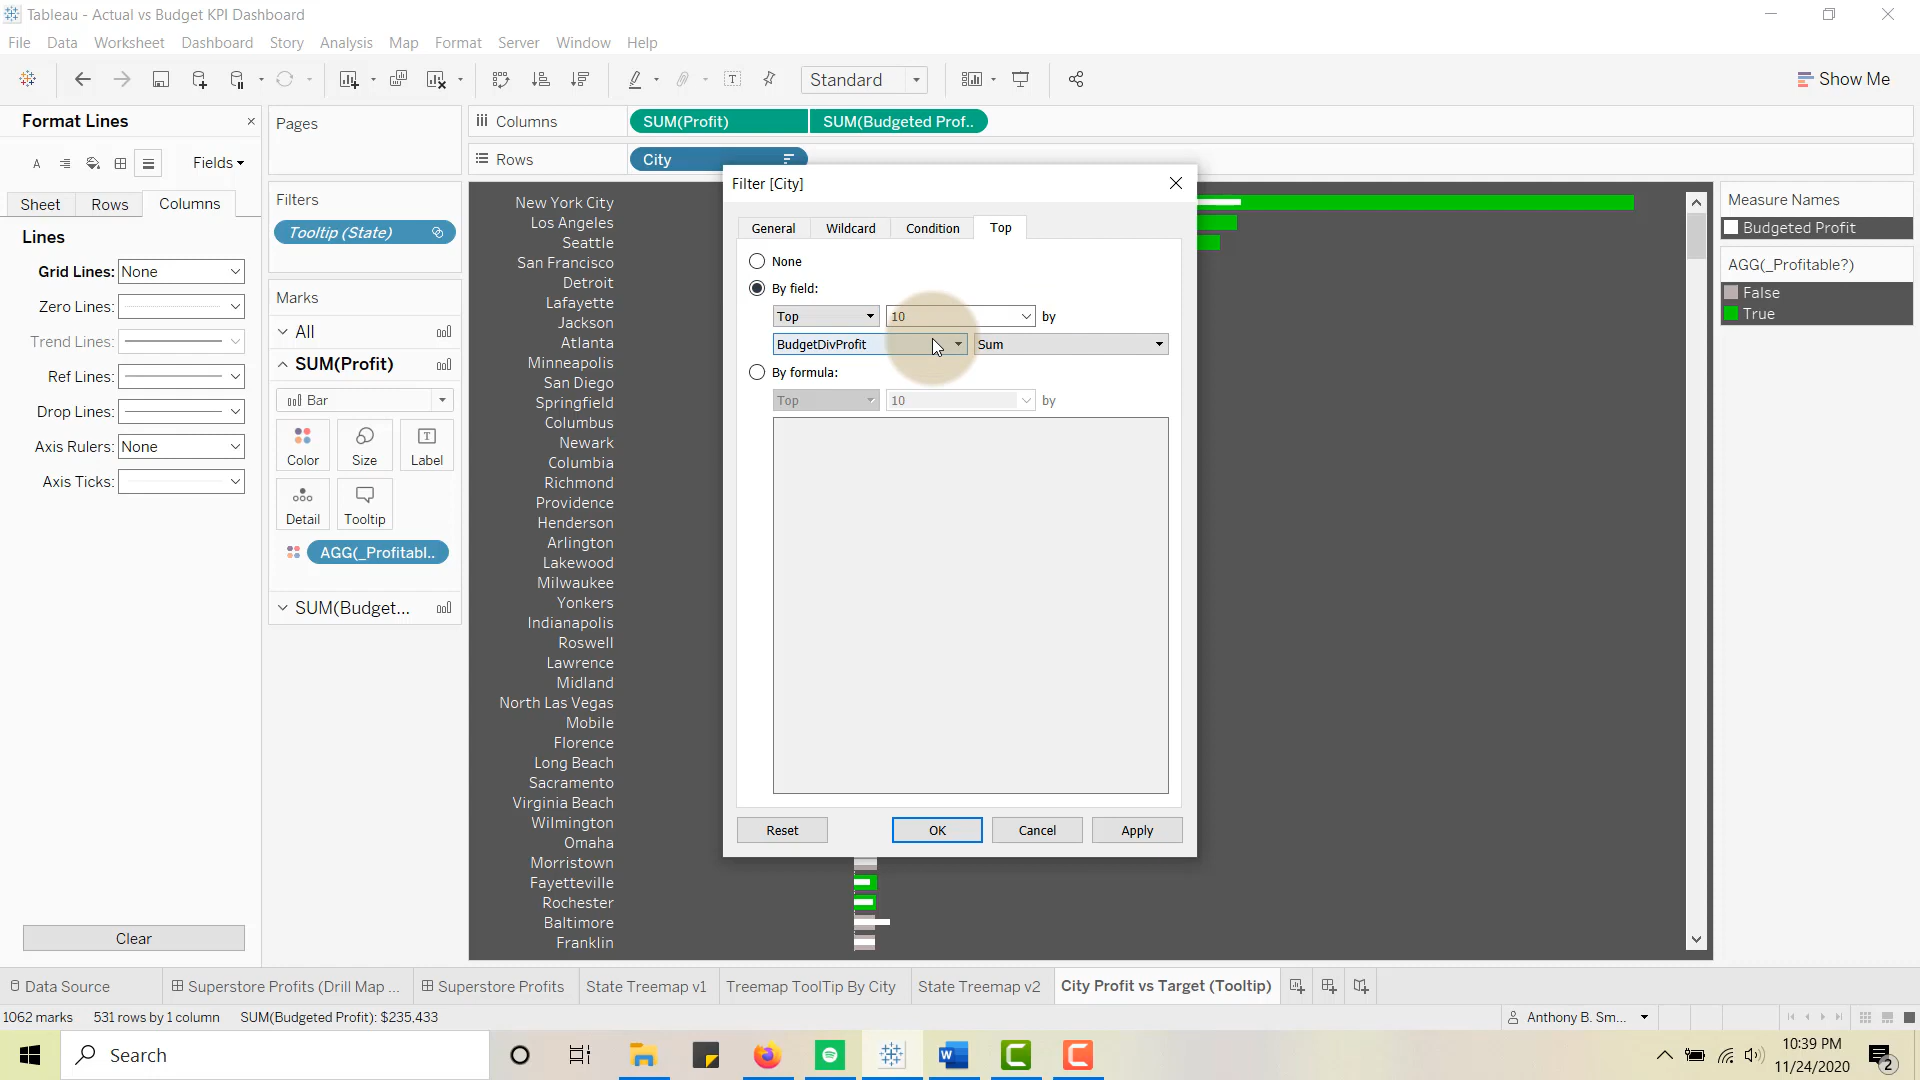 Tableau - Actual vs Budget KPI Dashboard
File Data Worksheet Dashboard Story Analysis Map Format Server Window Help
Standard
Show Me
Format Lines
Fields
Sheet Rows Columns
Lines
Grid Lines: None
Zero Lines:
Trend Lines:
Ref Lines:
Drop Lines:
Axis Rulers: None
Axis Ticks:
Clear
Pages
Filters
Tooltip (State)
Marks
All
SUM(Profit)
Bar
Color Size Label
Detail Tooltip
AGG(_Profitabl..
SUM(Budget...
Columns SUM(Profit) SUM(Budgeted Prof..
Rows City
New York City
Los Angeles
Seattle
San Francisco
Detroit
Lafayette
Jackson
Atlanta
Minneapolis
San Diego
Springfield
Columbus
Newark
Columbia
Richmond
Providence
Henderson
Arlington
Lakewood
Milwaukee
Yonkers
Indianapolis
Roswell
Lawrence
Midland
North Las Vegas
Mobile
Florence
Long Beach
Sacramento
Virginia Beach
Wilmington
Omaha
Morristown
Fayetteville
Rochester
Baltimore
Franklin
Filter [City]
General Wildcard Condition Top
None
By field:
Top 10 by
BudgetDivProfit Sum
By formula:
Top 10 by
Reset OK Cancel Apply
Measure Names
Budgeted Profit
AGG(_Profitable?)
False
True
Data Source Superstore Profits (Drill Map ... Superstore Profits State Treemap v1 Treemap ToolTip By City State Treemap v2 City Profit vs Target (Tooltip)
1062 marks 531 rows by 1 column SUM(Budgeted Profit): $235,433 Anthony B. Sm...
Search
10:39 PM
11/24/2020
2